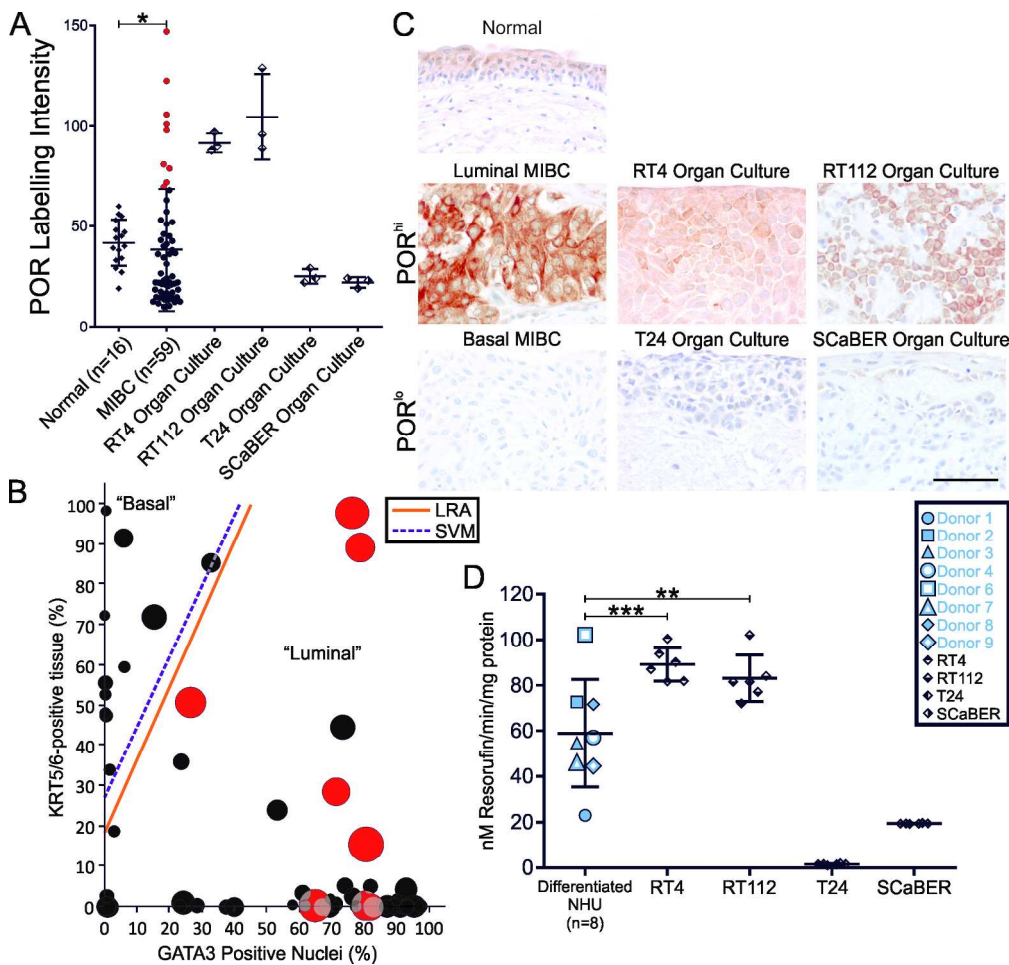 A
*
150
100
50
0
POR Labelling Intensity
Normal (n=16)
MIBC (n=59)
RT4 Organ Culture
RT112 Organ Culture
T24 Organ Culture
SCaBER Organ Culture
C
Normal
Luminal MIBC
RT4 Organ Culture
RT112 Organ Culture
POR^hi
Basal MIBC
T24 Organ Culture
SCaBER Organ Culture
POR^lo
B
"Basal"
"Luminal"
LRA
SVM
100
90
80
70
60
50
40
30
20
10
0
KRT5/6-positive tissue (%)
0 10 20 30 40 50 60 70 80 90 100
GATA3 Positive Nuclei (%)
D
**
***
120
100
80
60
40
20
0
nM Resorufin/min/mg protein
Differentiated
NHU
(n=8)
RT4
RT112
T24
SCaBER
Donor 1
Donor 2
Donor 3
Donor 4
Donor 6
Donor 7
Donor 8
Donor 9
RT4
RT112
T24
SCaBER